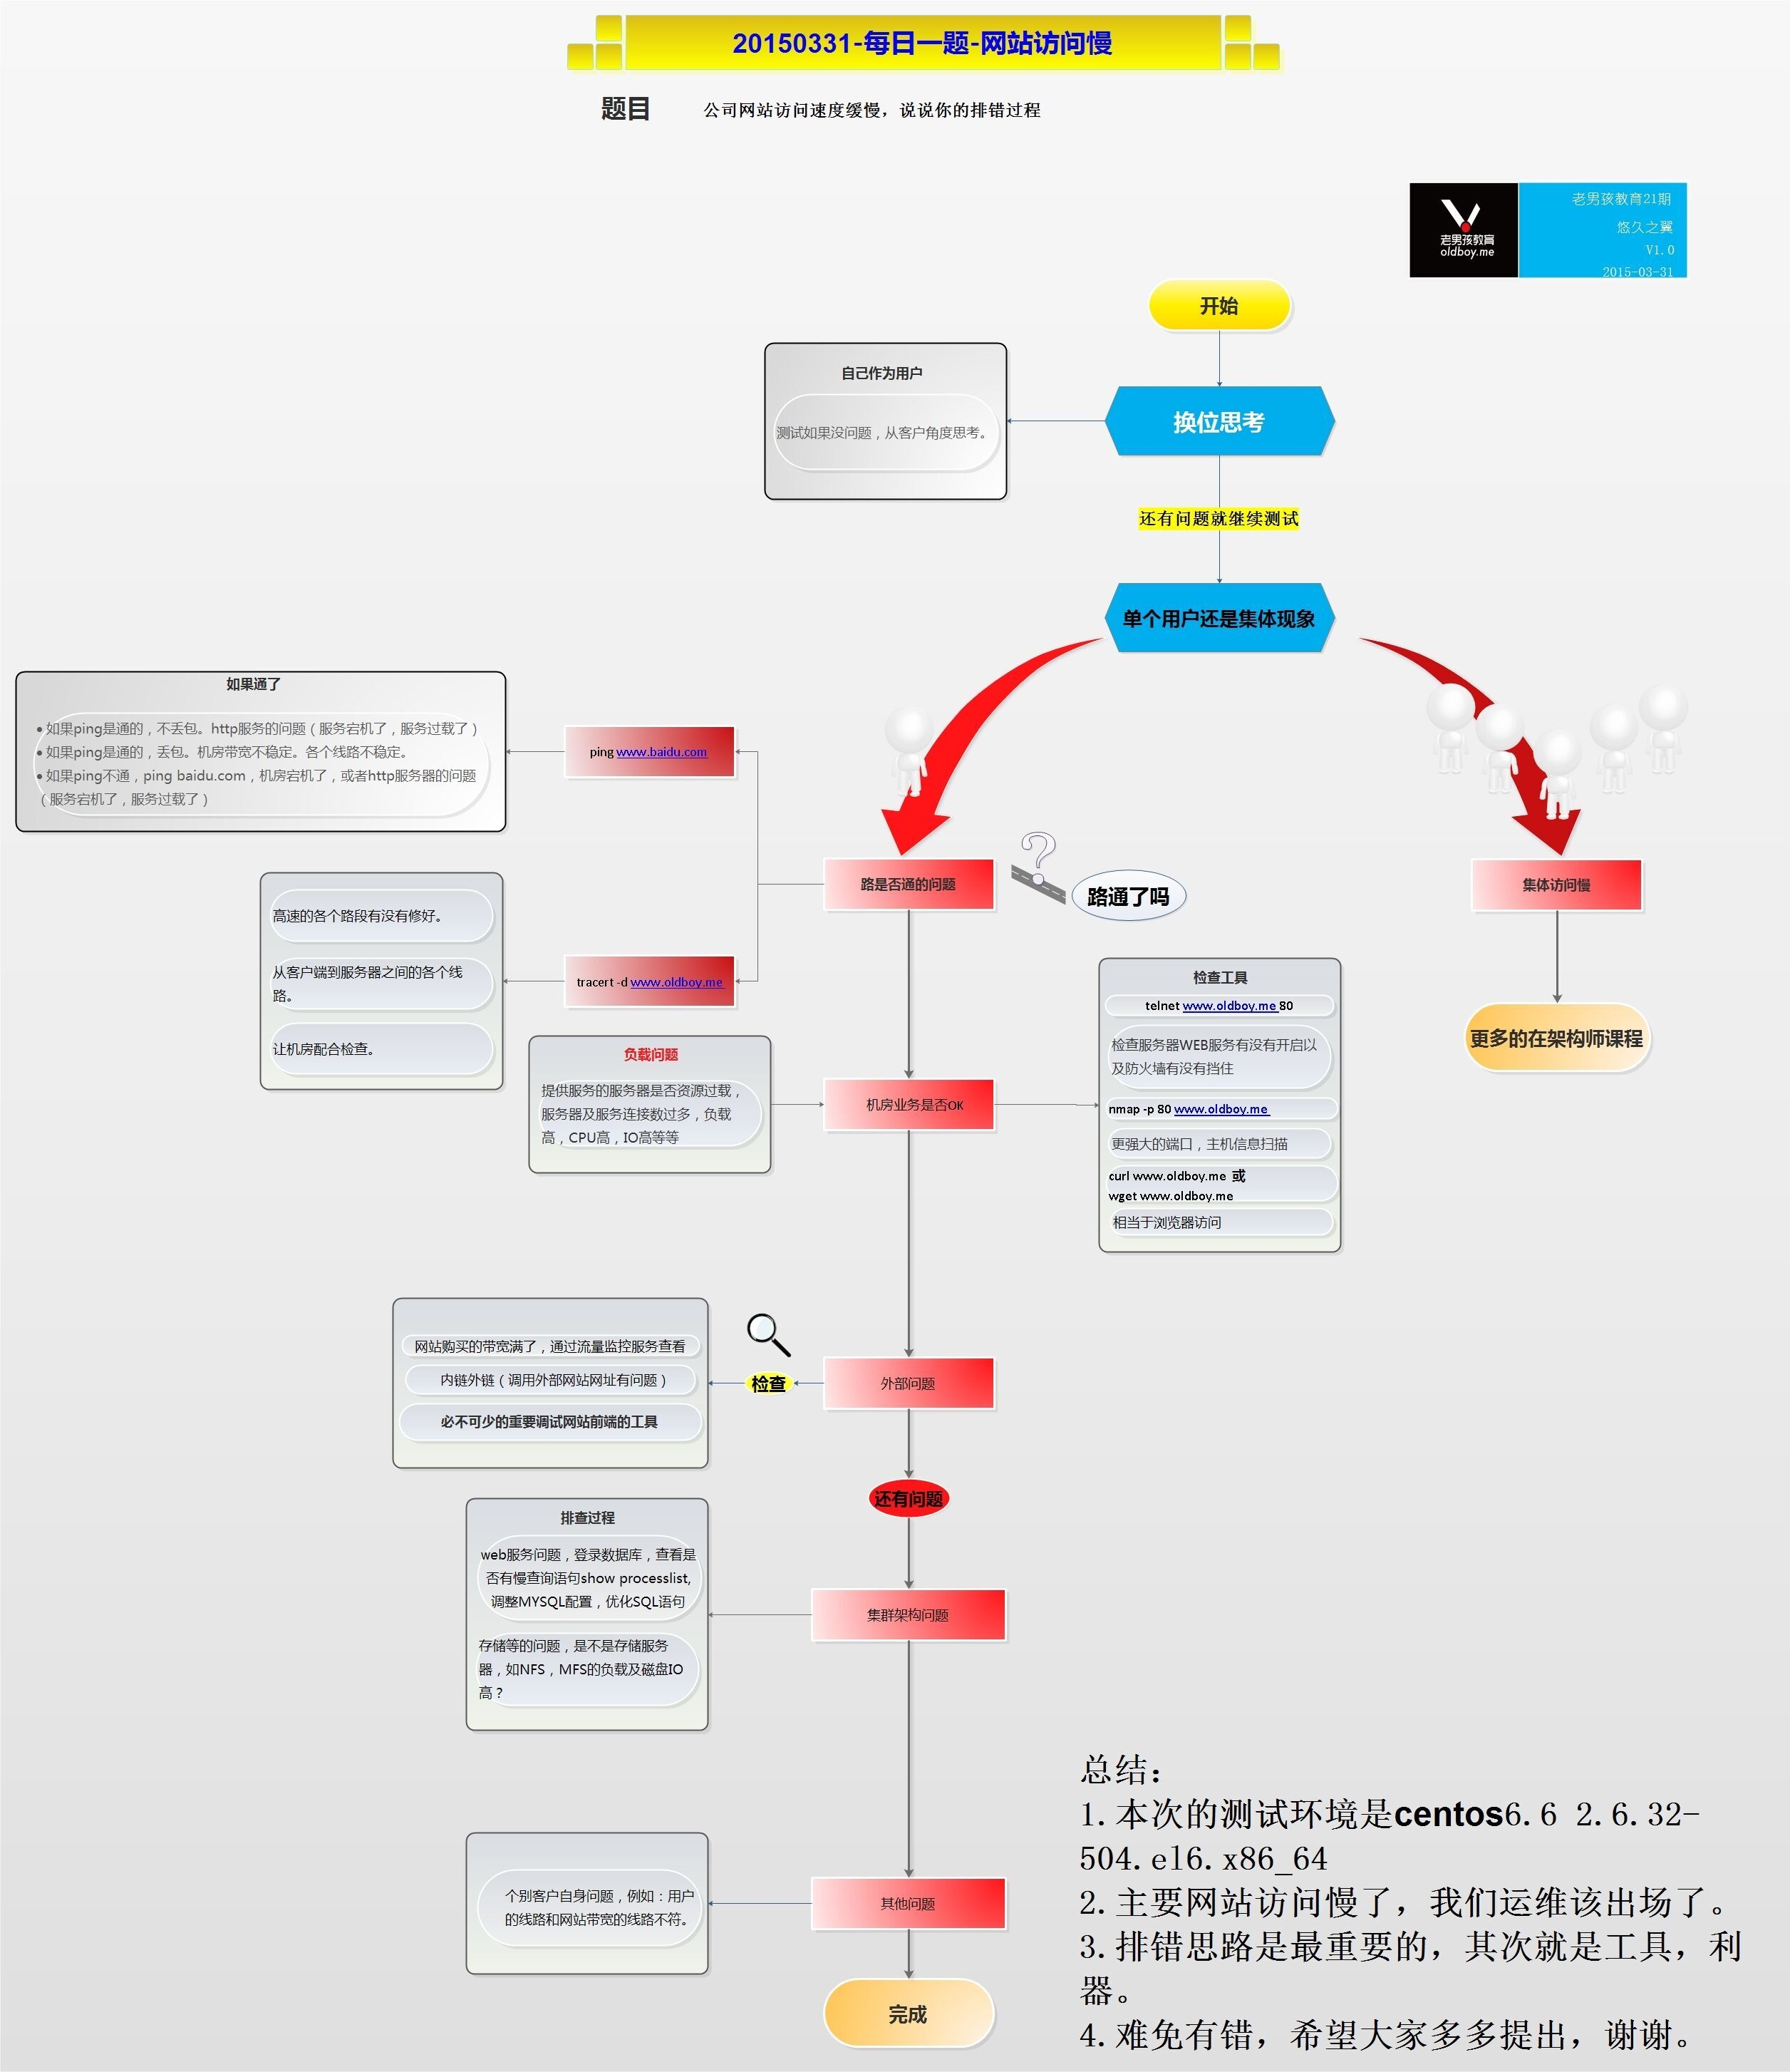 20150331-每日一题-网站访问慢
题目
公司网站访问速度缓慢，说说你的排错过程
老男孩教育
oldboy.me
老男孩教育21期
悠久之翼
V1.0
2015-03-31
开始
自己作为用户
测试如果没问题，从客户角度思考。
换位思考
还有问题就继续测试
单个用户还是集体现象
如果通了
● 如果ping是通的，不丢包。http服务的问题（服务宕机了，服务过载了）
● 如果ping是通的，丢包。机房带宽不稳定。各个线路不稳定。
● 如果ping不通，ping baidu.com，机房宕机了，或者http服务器的问题
（服务宕机了，服务过载了）
ping www.baidu.com
路是否通的问题
?
路通了吗
集体访问慢
高速的各个路段有没有修好。
从客户端到服务器之间的各个线
路。
让机房配合检查。
tracert -d www.oldboy.me
更多的在架构师课程
负载问题
提供服务的服务器是否资源过载，
服务器及服务连接数过多，负载
高，CPU高，IO高等等
机房业务是否OK
检查工具
telnet www.oldboy.me 80
检查服务器WEB服务有没有开启以
及防火墙有没有挡住
nmap -p 80 www.oldboy.me
更强大的端口，主机信息扫描
curl www.oldboy.me 或
wget www.oldboy.me
相当于浏览器访问
网站购买的带宽满了，通过流量监控服务查看
内链外链（调用外部网站网址有问题）
必不可少的重要调试网站前端的工具
检查
外部问题
还有问题
排查过程
web服务问题，登录数据库，查看是
否有慢查询语句show processlist,
调整MYSQL配置，优化SQL语句
存储等的问题，是不是存储服务
器，如NFS，MFS的负载及磁盘IO
高？
集群架构问题
个别客户自身问题，例如：用户
的线路和网站带宽的线路不符。
其他问题
完成
总结：
1.本次的测试环境是centos6.6 2.6.32-
504.el6.x86_64
2.主要网站访问慢了，我们运维该出场了。
3.排错思路是最重要的，其次就是工具，利
器。
4.难免有错，希望大家多多提出，谢谢。